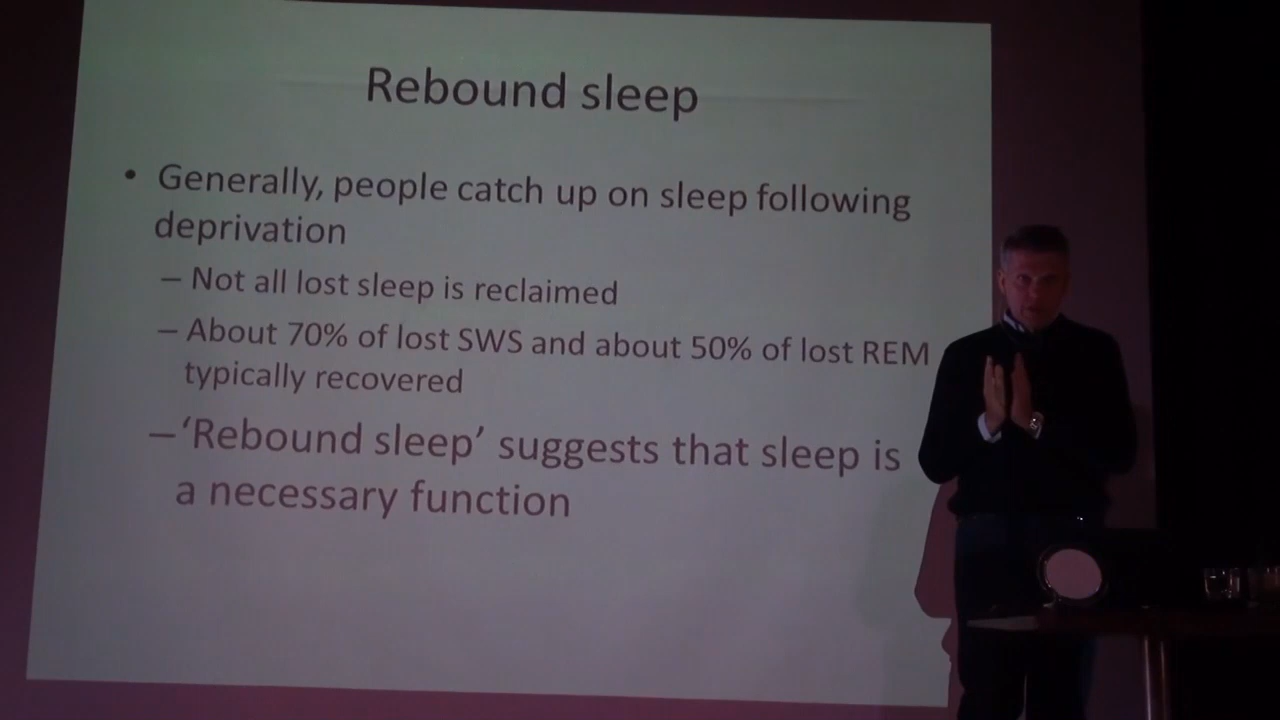 Rebound sleep
• Generally, people catch up on sleep following
deprivation
– Not all lost sleep is reclaimed
– About 70% of lost SWS and about 50% of lost REM
typically recovered
– ‘Rebound sleep’ suggests that sleep is
a necessary function